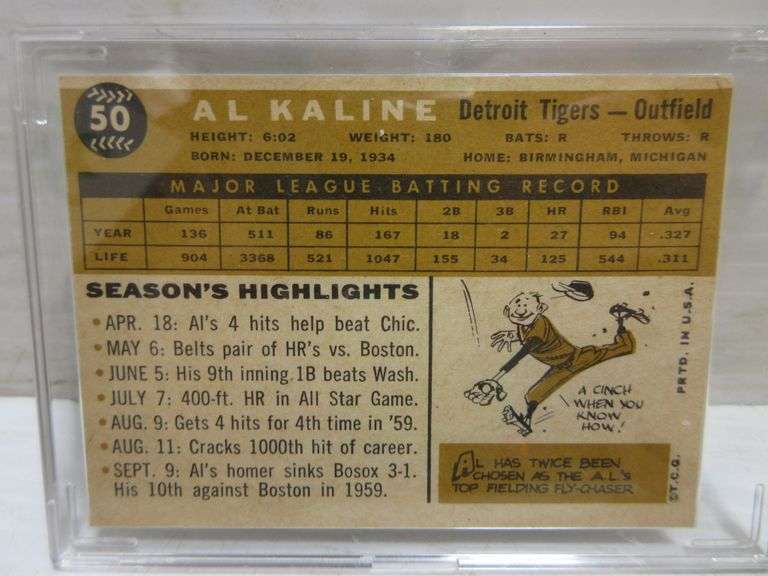 50 AL KALINE Detroit Tigers — Outfield
HEIGHT: 6:02 WEIGHT: 180 BATS: R THROWS: R
BORN: DECEMBER 19, 1934 HOME: BIRMINGHAM, MICHIGAN
MAJOR LEAGUE BATTING RECORD
Games At Bat Runs Hits 2B 3B HR RBI Avg
YEAR 136 511 86 167 18 2 27 94 .327
LIFE 904 3368 521 1047 155 34 125 544 .311
SEASON'S HIGHLIGHTS
• APR. 18: Al's 4 hits help beat Chic.
• MAY 6: Belts pair of HR's vs. Boston.
• JUNE 5: His 9th inning 1B beats Wash.
• JULY 7: 400-ft. HR in All Star Game.
• AUG. 9: Gets 4 hits for 4th time in '59.
• AUG. 11: Cracks 1000th hit of career.
• SEPT. 9: Al's homer sinks Bosox 3-1.
His 10th against Boston in 1959.
A CINCH
WHEN YOU
KNOW
HOW!
AL HAS TWICE BEEN
CHOSEN AS THE A.L.'S
TOP FIELDING FLY-CHASER
©T.C.G. PRTD. IN U.S.A.